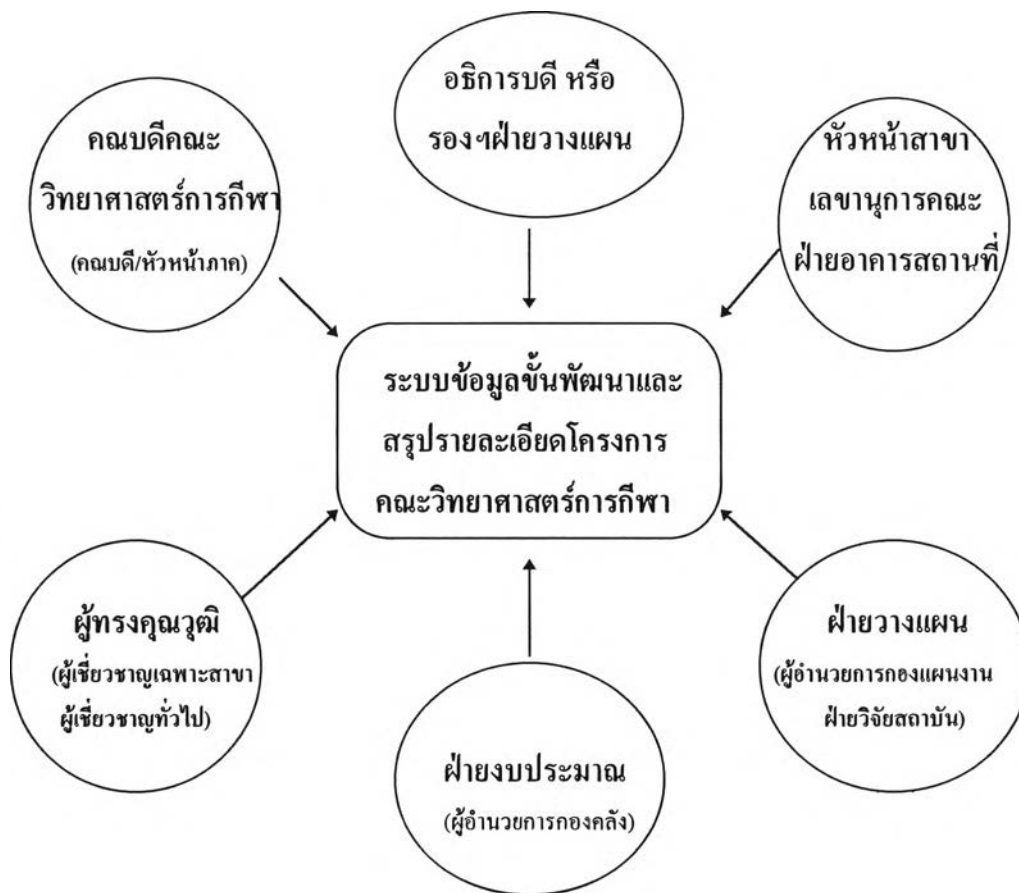 อธิการบดี หรือ
รองฯฝ่ายวางแผน
คณบดีคณะ
วิทยาศาสตร์การกีฬา
(คณบดี/หัวหน้าภาค)
หัวหน้าสาขา
เลขานุการคณะ
ฝ่ายอาคารสถานที่
ระบบข้อมูลขั้นพัฒนาและ
สรุปรายละเอียดโครงการ
คณะวิทยาศาสตร์การกีฬา
ผู้ทรงคุณวุฒิ
(ผู้เชี่ยวชาญเฉพาะสาขา
ผู้เชี่ยวชาญทั่วไป)
ฝ่ายงบประมาณ
(ผู้อำนวยการกองคลัง)
ฝ่ายวางแผน
(ผู้อำนวยการกองแผนงาน
ฝ่ายวิจัยสถาบัน)